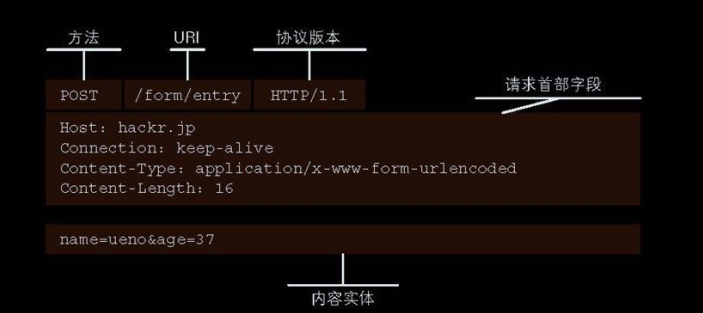 方法 URI 协议版本
请求首部字段
POST /form/entry HTTP/1.1
Host: hackr.jp
Connection: keep-alive
Content-Type: application/x-www-form-urlencoded
Content-Length: 16
name=ueno&age=37
内容实体